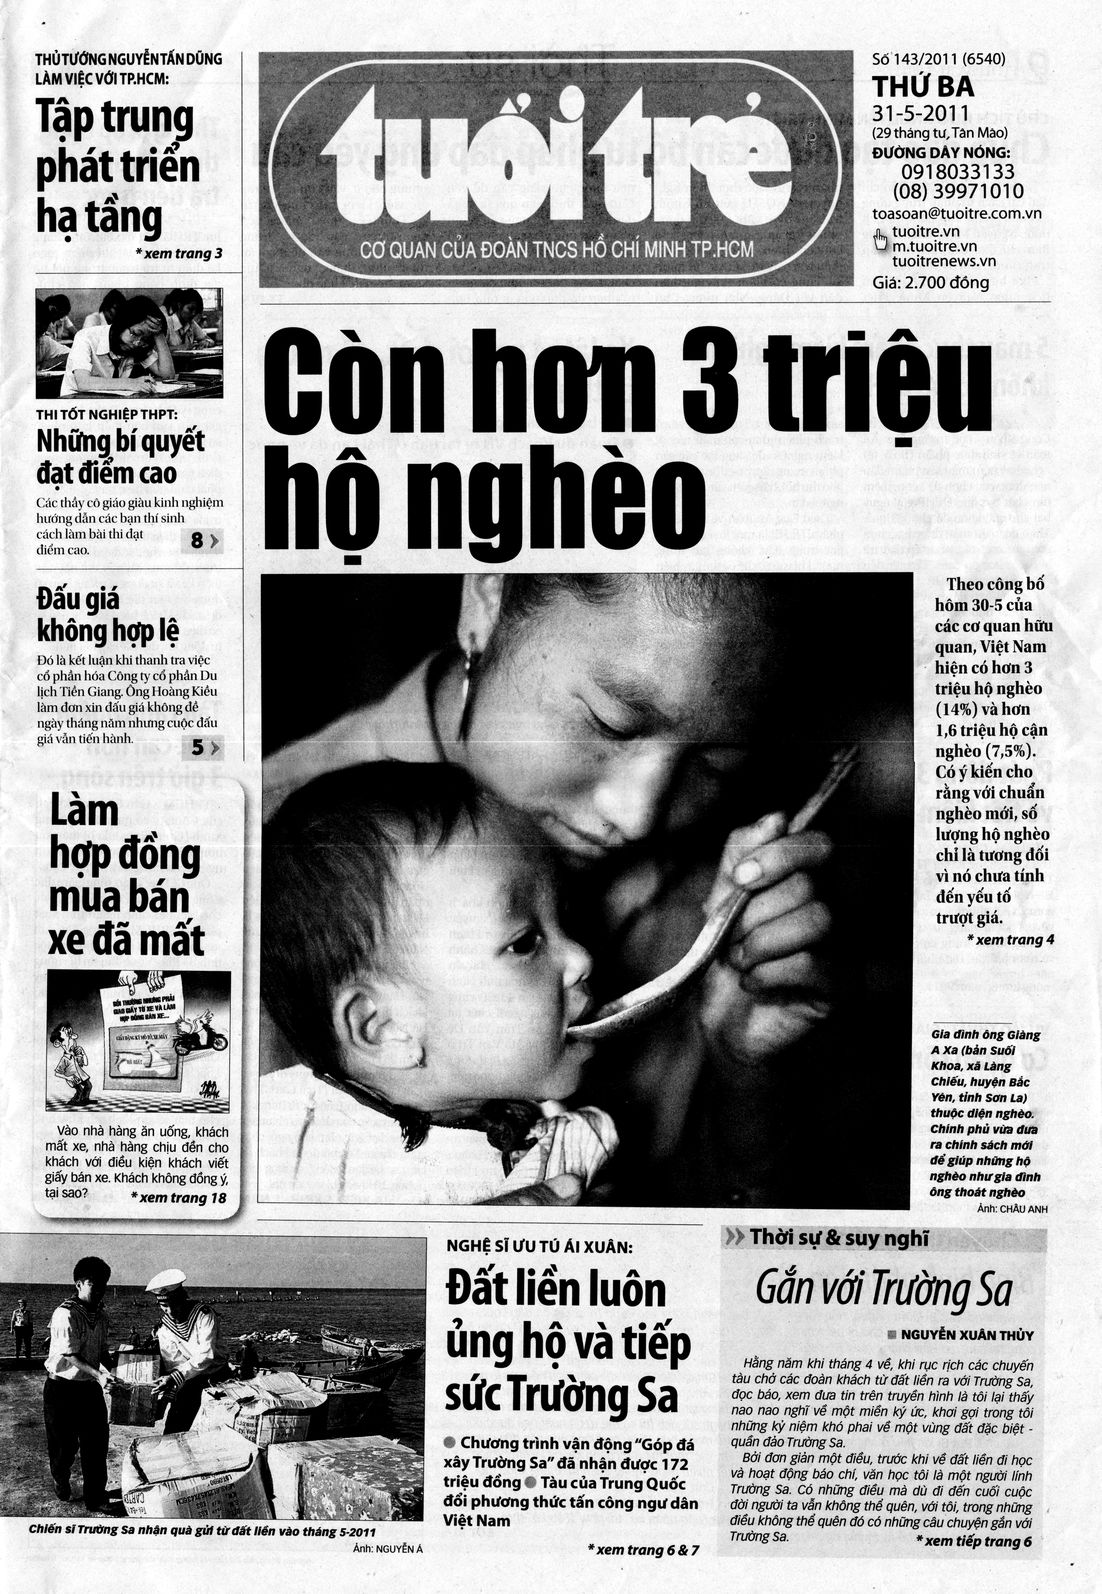 THỦ TƯỚNG NGUYỄN TẤN DŨNG
LÀM VIỆC VỚI TP.HCM:
Tập trung
phát triển
hạ tầng
* xem trang 3
tuổi trẻ
CƠ QUAN CỦA ĐOÀN TNCS HỒ CHÍ MINH TP.HCM
Số 143/2011 (6540)
THỨ BA
31-5-2011
(29 tháng tư, Tân Mão)
ĐƯỜNG DÂY NÓNG:
0918033133
(08) 39971010
toasoan@tuoitre.com.vn
tuoitre.vn
m.tuoitre.vn
tuoitrenews.vn
Giá: 2.700 đồng
THI TỐT NGHIỆP THPT:
Những bí quyết
đạt điểm cao
Các thầy cô giáo giàu kinh nghiệm
hướng dẫn các bạn thí sinh
cách làm bài thi đạt
điểm cao.
8
Đấu giá
không hợp lệ
Đó là kết luận khi thanh tra việc
cổ phần hóa Công ty cổ phần Du
lịch Tiền Giang. Ông Hoàng Kiều
làm đơn xin đấu giá không đề
ngày tháng năm nhưng cuộc đấu
giá vẫn tiến hành.
5
Làm
hợp đồng
mua bán
xe đã mất
BỒI THƯỜNG NHƯNG PHẢI
GIAO GIẤY TỜ XE VÀ LÀM
HỢP ĐỒNG BÁN XE...
GIẤY ĐĂNG KÝ MÔ TÔ, XE MÁY
Vào nhà hàng ăn uống, khách
mất xe, nhà hàng chịu đền cho
khách với điều kiện khách viết
giấy bán xe. Khách không đồng ý,
tại sao?
* xem trang 18
Còn hơn 3 triệu
hộ nghèo
Theo công bố
hôm 30-5 của
các cơ quan hữu
quan, Việt Nam
hiện có hơn 3
triệu hộ nghèo
(14%) và hơn
1,6 triệu hộ cận
nghèo (7,5%).
Có ý kiến cho
rằng với chuẩn
nghèo mới, số
lượng hộ nghèo
chỉ là tương đối
vì nó chưa tính
đến yếu tố
trượt giá.
* xem trang 4
Gia đình ông Giàng
A Xa (bản Suối
Khoa, xã Làng
Chiếu, huyện Bắc
Yên, tỉnh Sơn La)
thuộc diện nghèo.
Chính phủ vừa đưa
ra chính sách mới
để giúp những hộ
nghèo như gia đình
ông thoát nghèo
Ảnh: CHÂU ANH
Chiến sĩ Trường Sa nhận quà gửi từ đất liền vào tháng 5-2011
Ảnh: NGUYỄN Á
NGHỆ SĨ ƯU TÚ ÁI XUÂN:
Đất liền luôn
ủng hộ và tiếp
sức Trường Sa
Chương trình vận động "Góp đá
xây Trường Sa" đã nhận được 172
triệu đồng Tàu của Trung Quốc
đổi phương thức tấn công ngư dân
Việt Nam
* xem trang 6 & 7
Thời sự & suy nghĩ
Gắn với Trường Sa
NGUYỄN XUÂN THỦY
Hằng năm khi tháng 4 về, khi rục rịch các chuyến
tàu chở các đoàn khách từ đất liền ra với Trường Sa,
đọc báo, xem đưa tin trên truyền hình là tôi lại thấy
nao nao nghĩ về một miền ký ức, khơi gợi trong tôi
những kỷ niệm khó phai về một vùng đất đặc biệt -
quần đảo Trường Sa.
Bởi đơn giản một điều, trước khi về đất liền đi học
và hoạt động báo chí, văn học tôi là một người lính
Trường Sa. Có những điều mà dù đi đến cuối cuộc
đời người ta vẫn không thể quên, với tôi, trong những
điều không thể quên đó có những câu chuyện gắn với
Trường Sa.
* xem tiếp trang 6